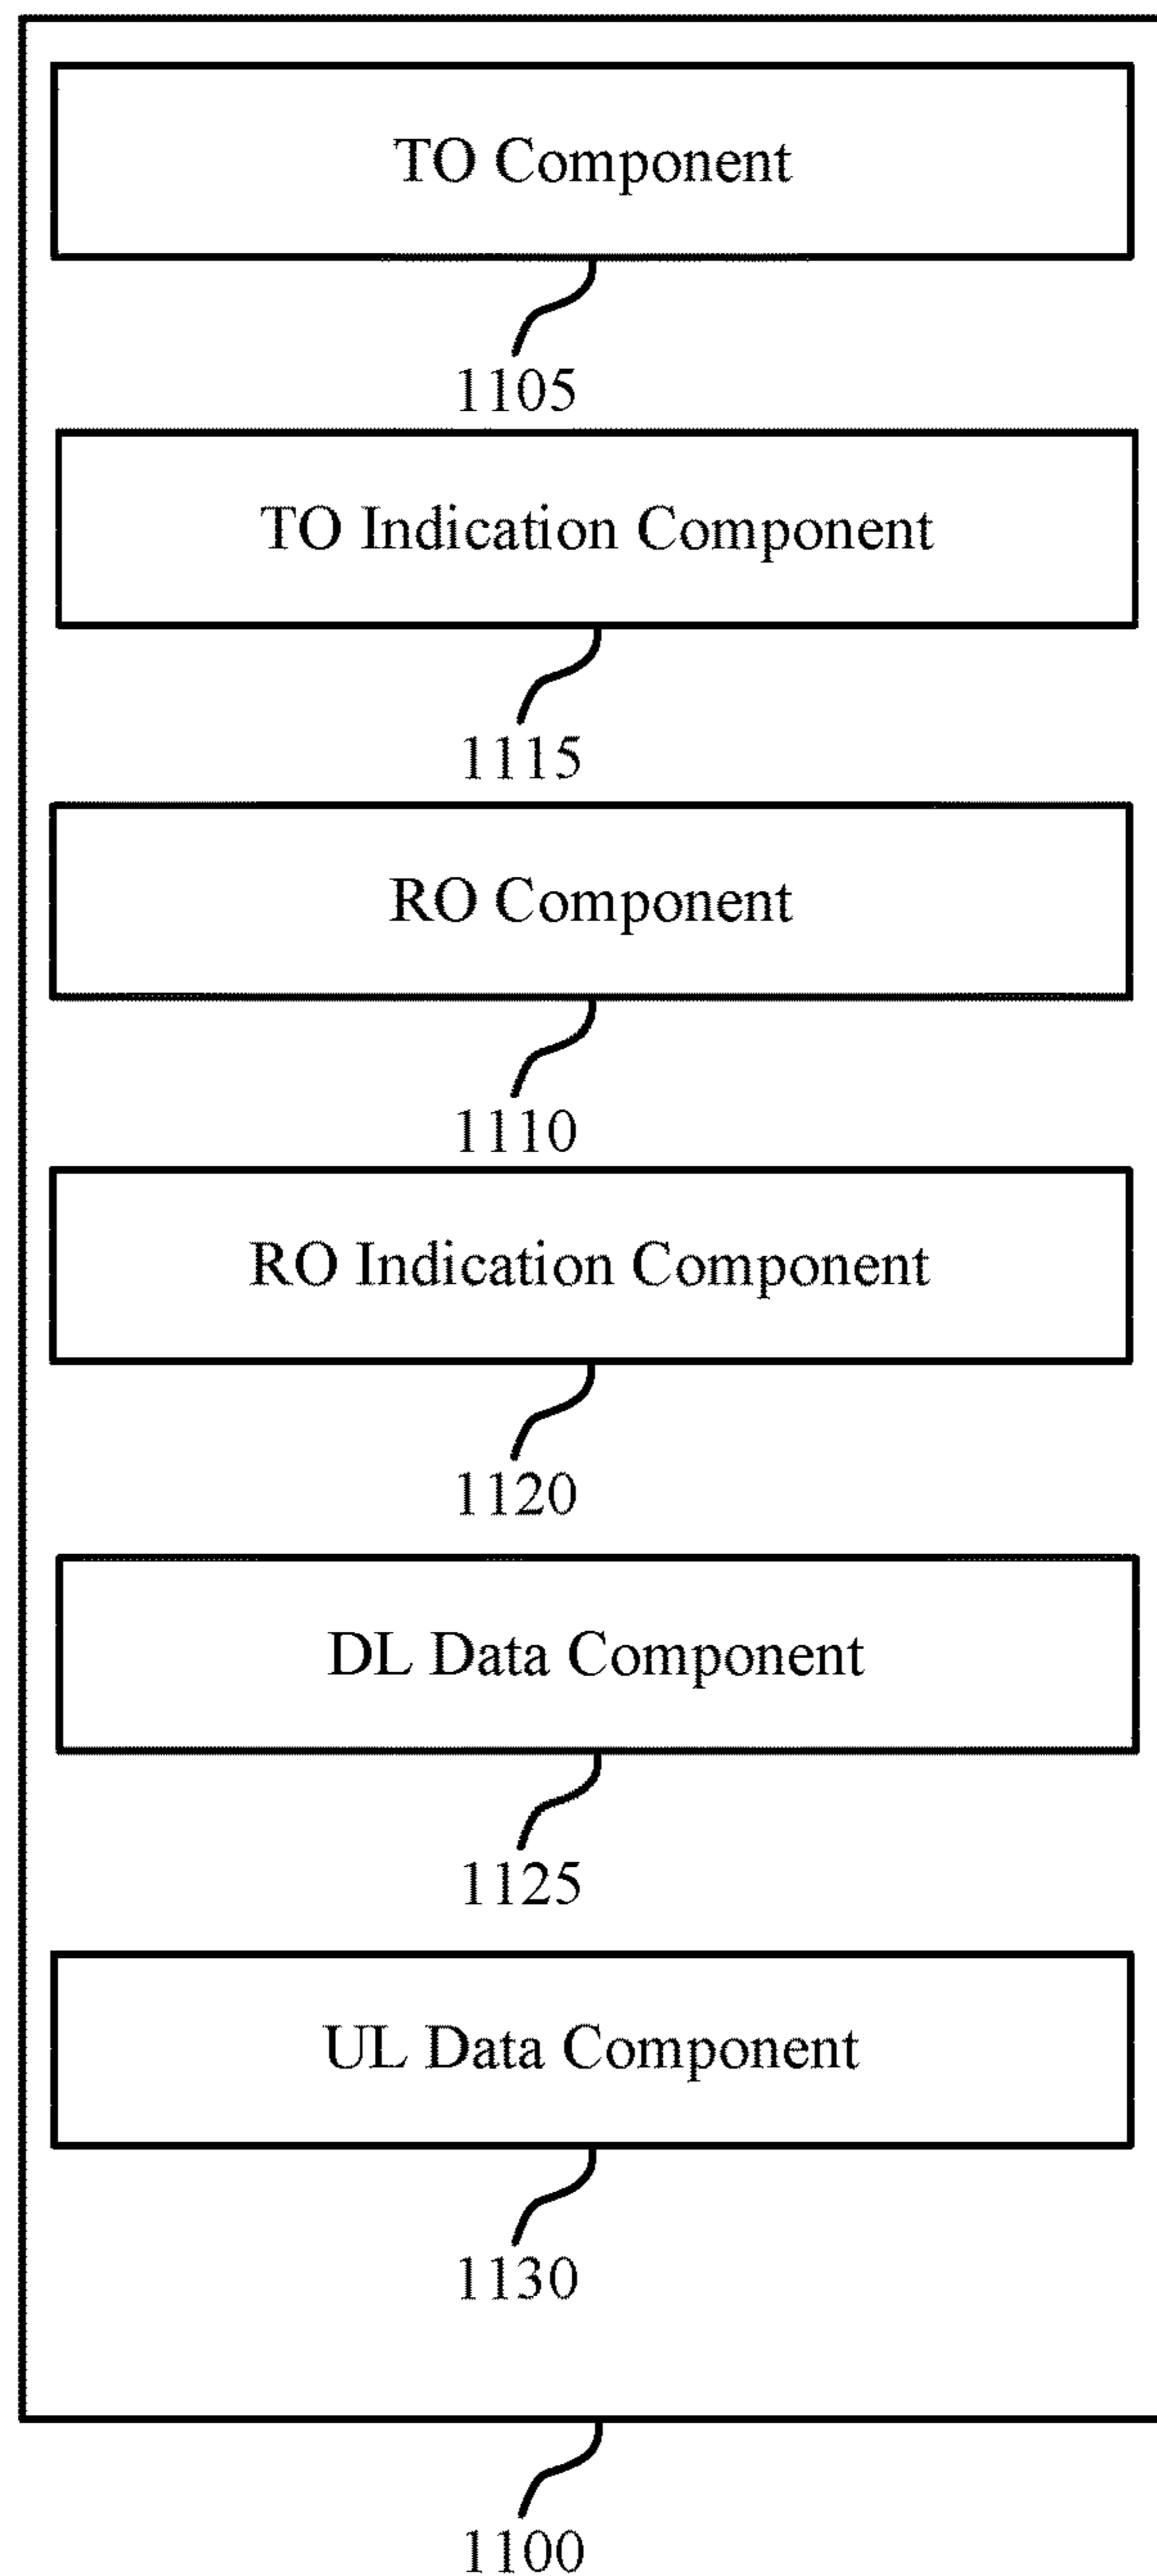 TO Component
1105
TO Indication Component
1115
RO Component
1110
RO Indication Component
1120
DL Data Component
1125
UL Data Component
1130
1100